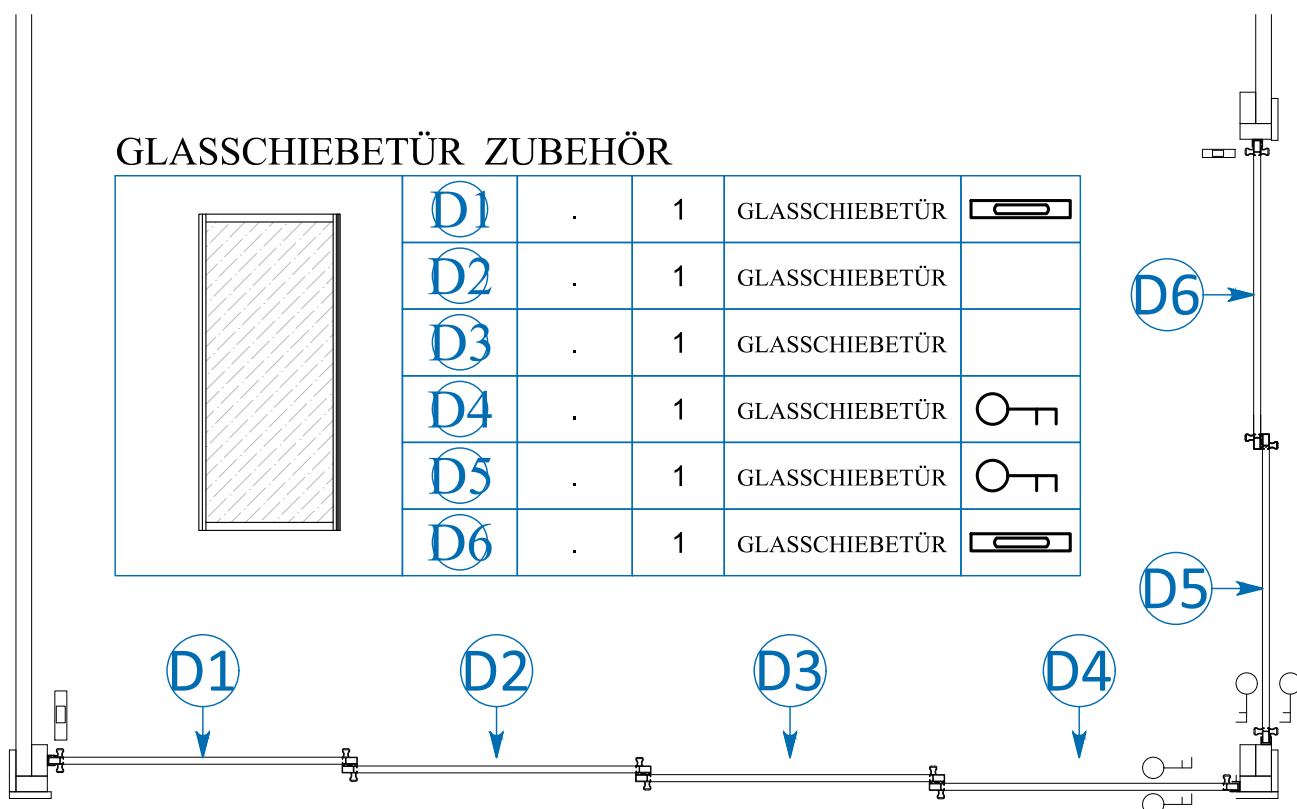 GLASSCHIEBETÜR ZUBEHÖR
D1 . 1 GLASSCHIEBETÜR
D2 . 1 GLASSCHIEBETÜR
D3 . 1 GLASSCHIEBETÜR
D4 . 1 GLASSCHIEBETÜR
D5 . 1 GLASSCHIEBETÜR
D6 . 1 GLASSCHIEBETÜR
D6
D5
D1 D2 D3 D4